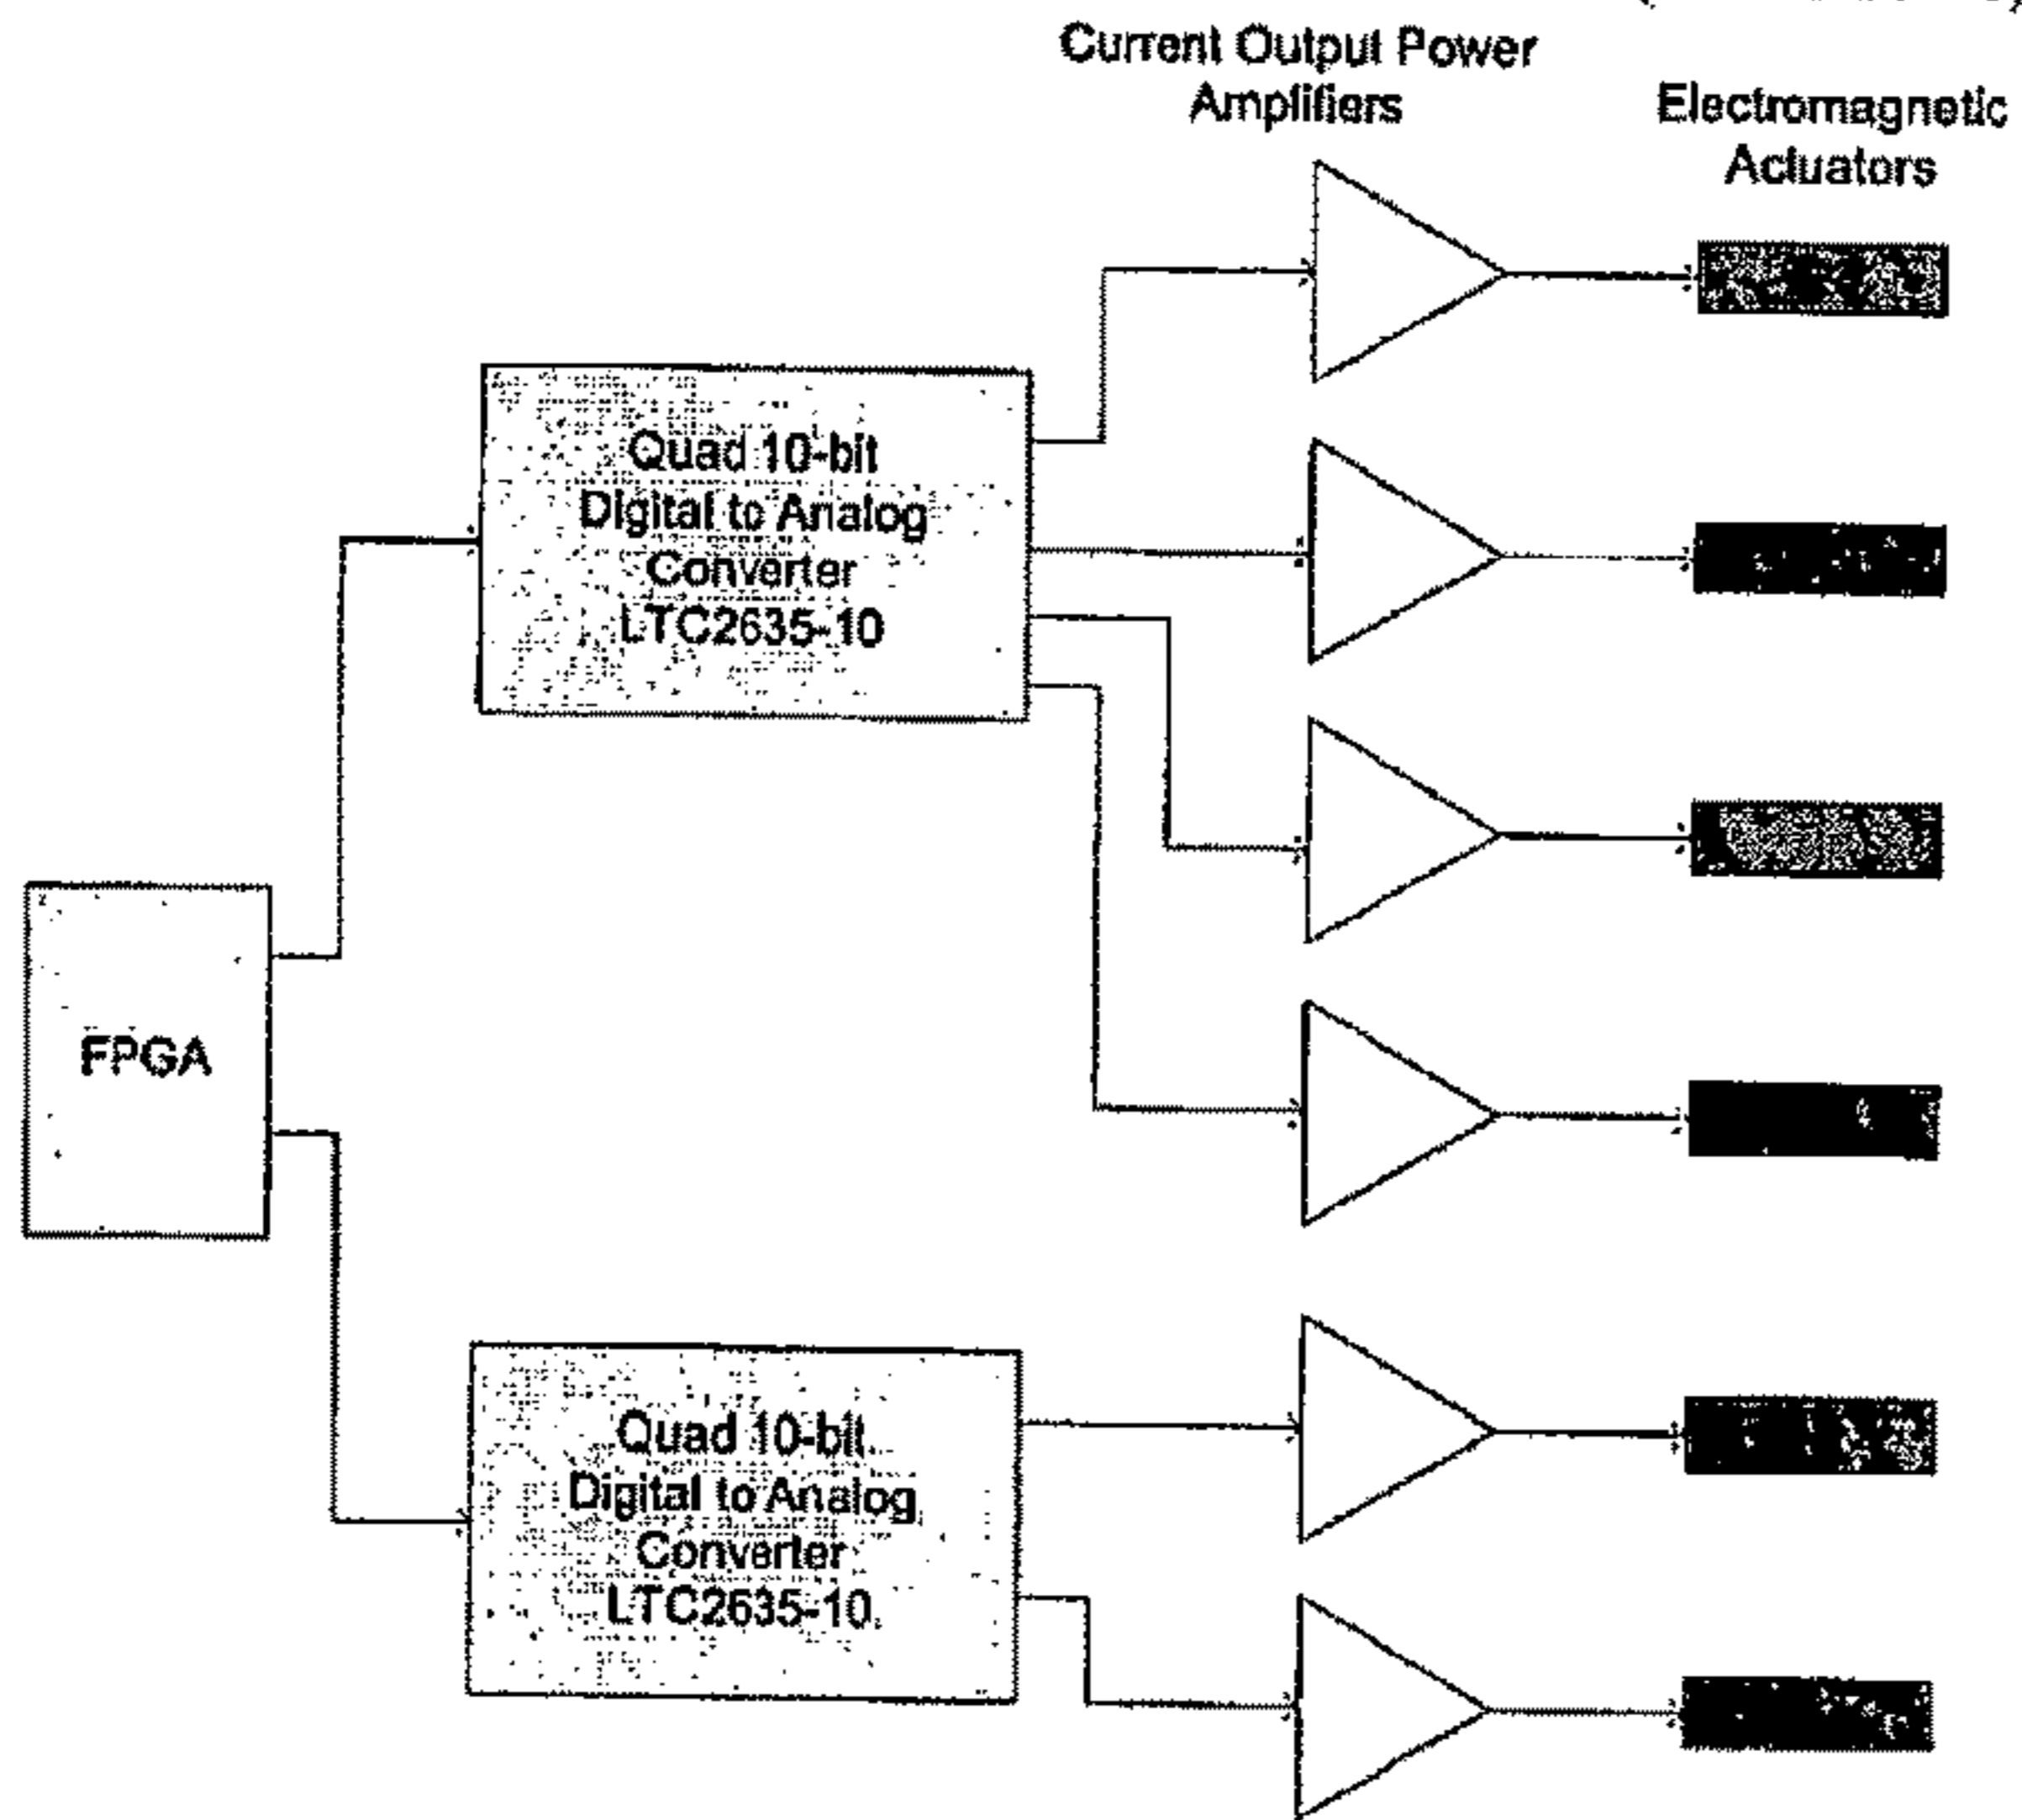 Current Output Power
Amplifiers
Electromagnetic
Actuators
Quad 10-bit
Digital to Analog
Converter
LTC2635-10
FPGA
Quad 10-bit
Digital to Analog
Converter
LTC2635-10